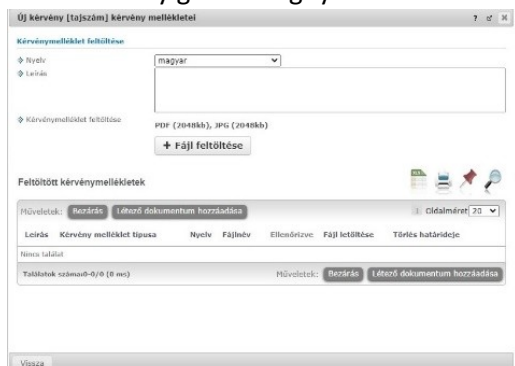 Új kérvény [tajszám] kérvény mellékletei
Kérvénymelléklet feltöltése
Nyelv magyar
Leírás
Kérvénymelléklet feltöltése PDF (2048kb), JPG (2048kb)
+ Fájl feltöltése
Feltöltött kérvénymellékletek
Műveletek: Bezárás Létező dokumentum hozzáadása 1 Oldalméret 20
Leírás Kérvény melléklet típusa Nyelv Fájlnév Ellenőrizve Fájl letöltése Törlés határideje
Nincs találat
Találatok száma:0-0/0 (0 ms) Műveletek: Bezárás Létező dokumentum hozzáadása
Vissza